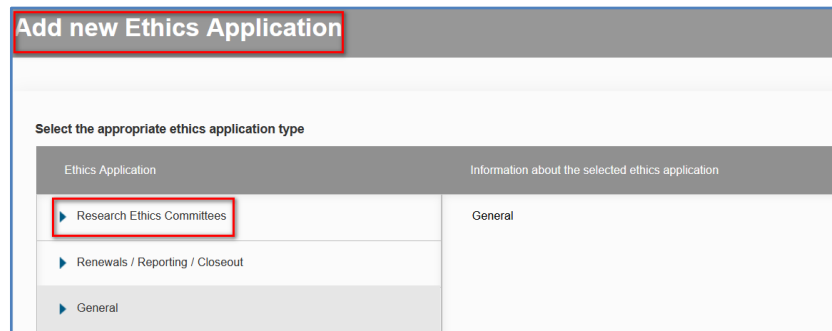 Add new Ethics Application
Select the appropriate ethics application type
Ethics Application Information about the selected ethics application
Research Ethics Committees General
Renewals / Reporting / Closeout
General